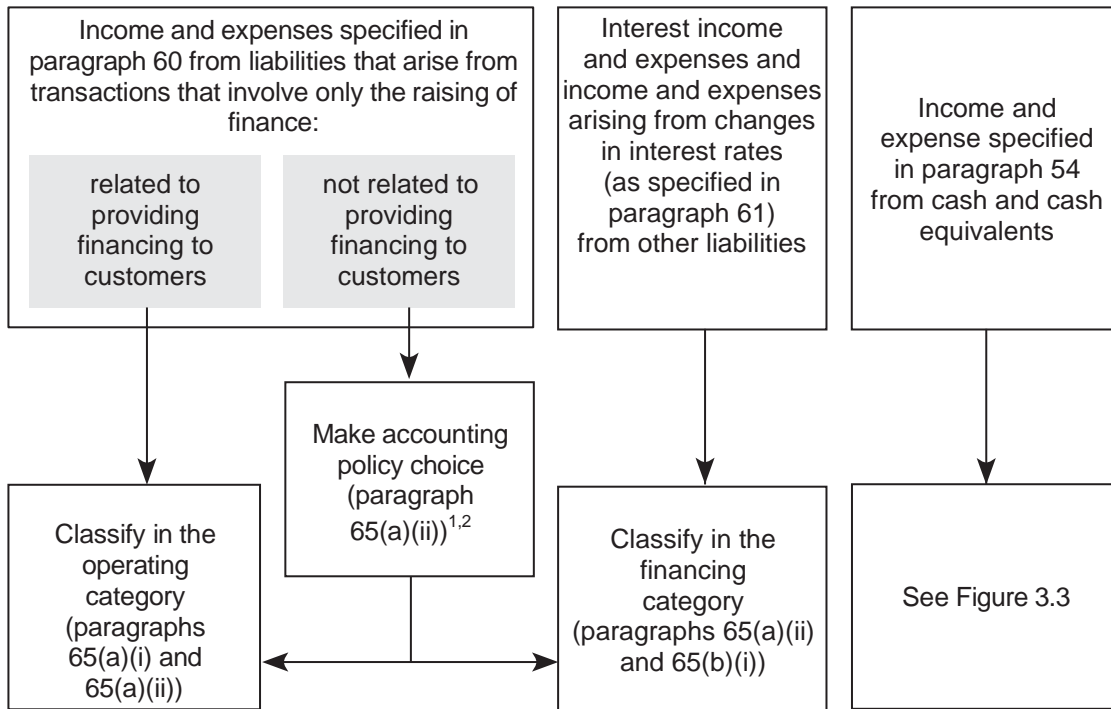 Income and expenses specified in
paragraph 60 from liabilities that arise from
transactions that involve only the raising of
finance:
related to
providing
financing to
customers
not related to
providing
financing to
customers
Interest income
and expenses and
income and expenses
arising from changes
in interest rates
(as specified in
paragraph 61)
from other liabilities
Income and
expense specified
in paragraph 54
from cash and cash
equivalents
Make accounting
policy choice
(paragraph
65(a)(ii))1,2
Classify in the
operating
category
(paragraphs
65(a)(i) and
65(a)(ii))
Classify in the
financing
category
(paragraphs 65(a)(ii)
and 65(b)(i))
See Figure 3.3